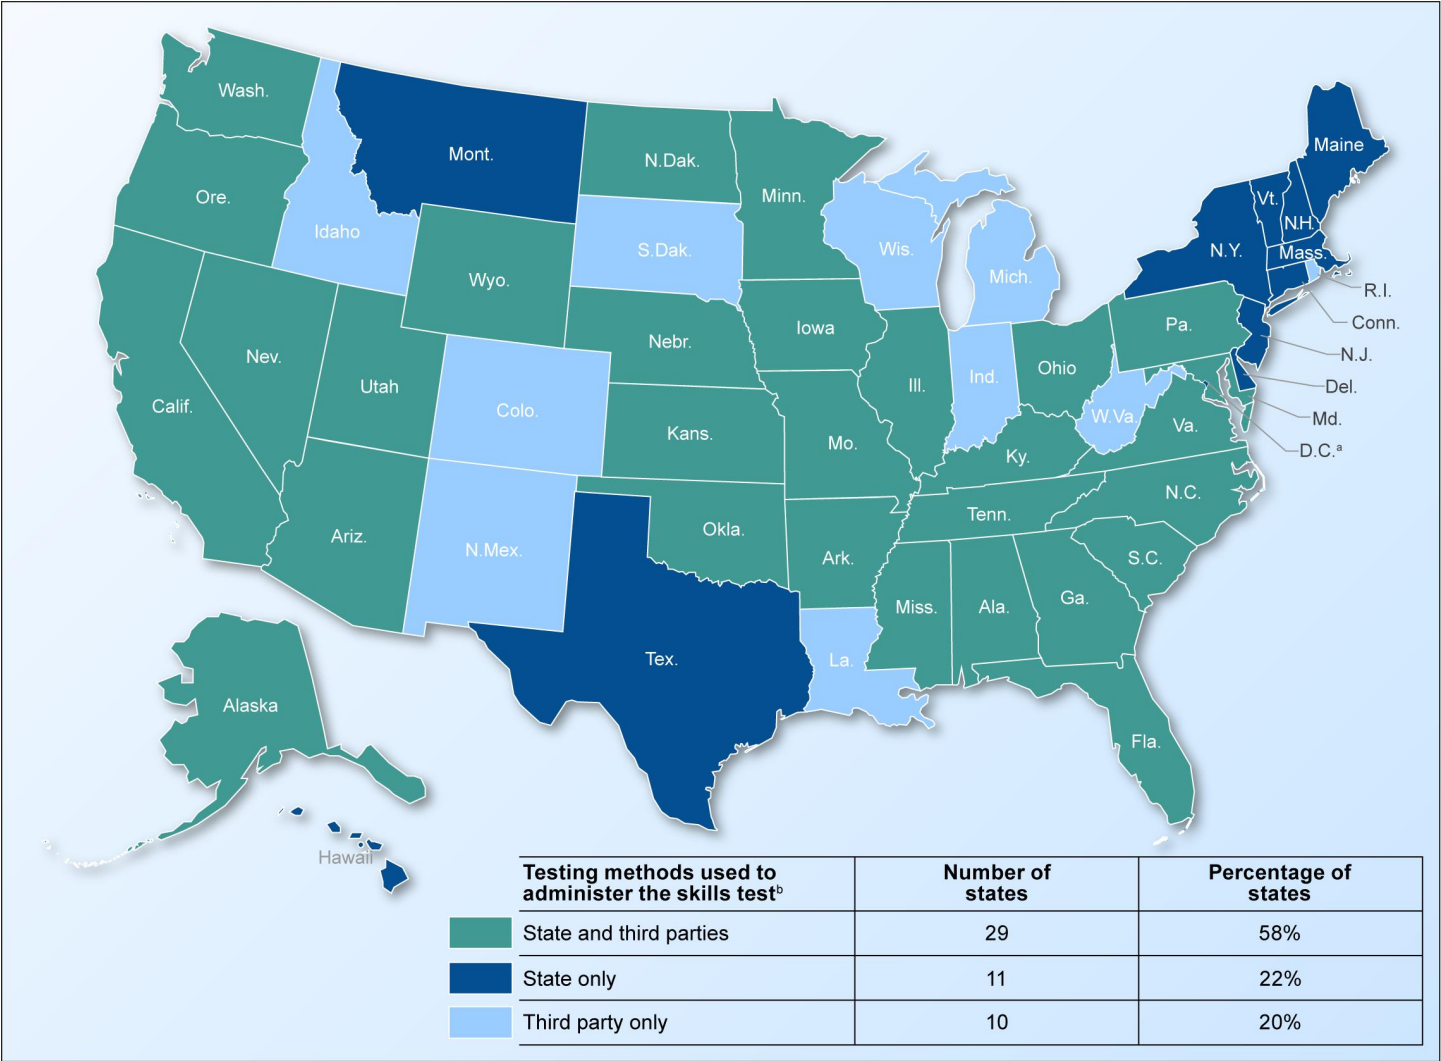 Wash.
Maine
Mont.
N.Dak.
Minn.
Vt.
Ore.
N.H.
Idaho
S.Dak.
Wis.
N.Y.
Mass.
Wyo.
Mich.
R.I.
Conn.
Iowa
Pa.
Nebr.
N.J.
Nev.
Ohio
Utah
Ill.
Ind.
Del.
Calif.
Colo.
W.Va.
Md.
Va.
Kans.
Mo.
D.C.a
Ky.
N.C.
Tenn.
Okla.
Ariz.
N.Mex.
Ark.
S.C.
Miss.
Ala.
Ga.
Tex.
La.
Alaska
Fla.
Hawaii
Testing methods used to administer the skills testb Number of states Percentage of states
State and third parties 29 58%
State only 11 22%
Third party only 10 20%